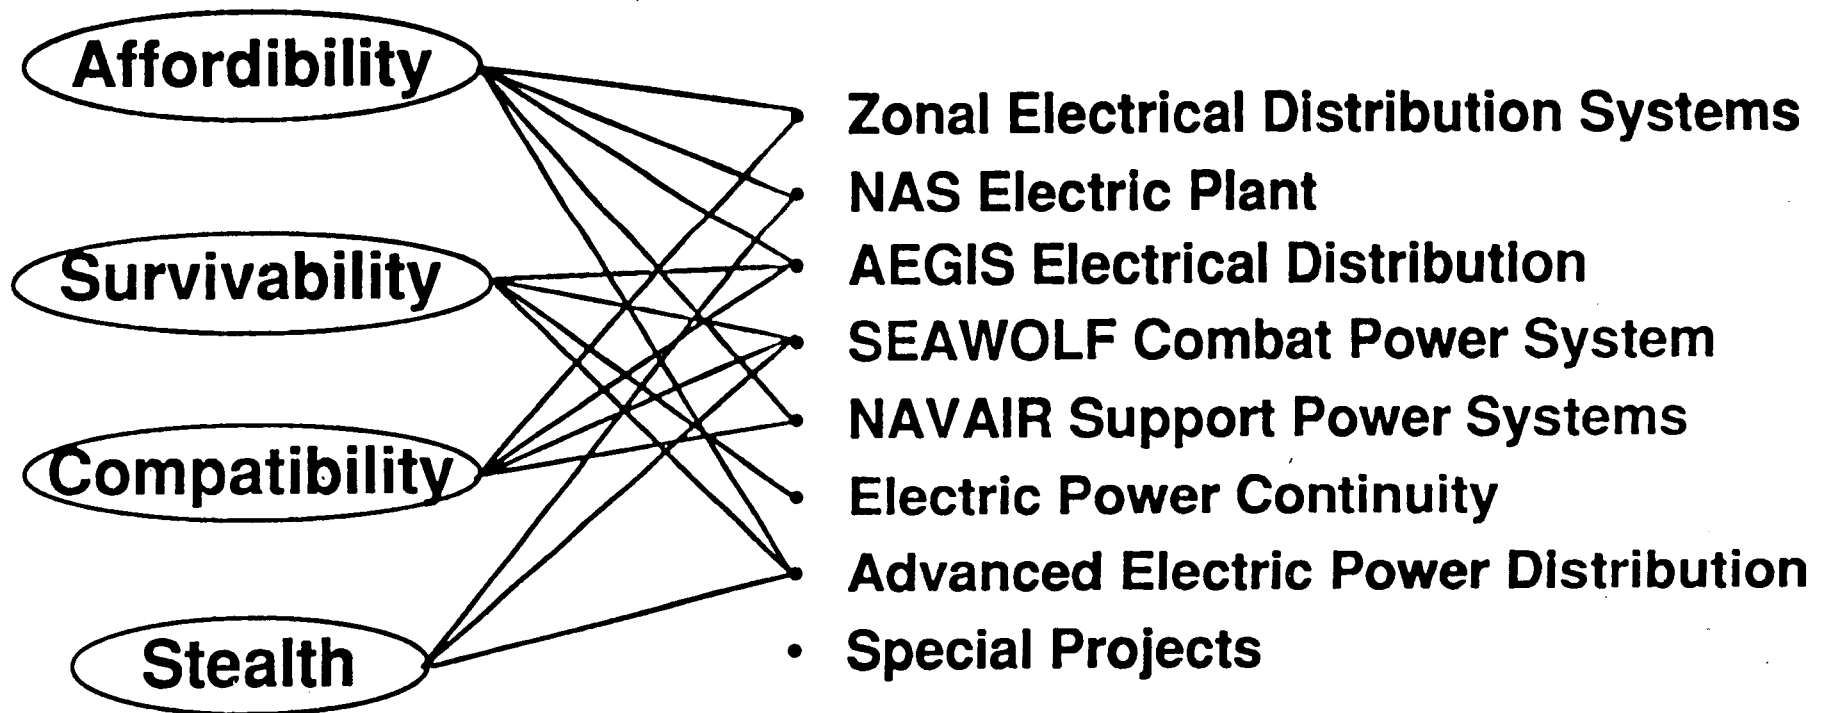 Affordibility
Survivability
Compatibility
Stealth
• Zonal Electrical Distribution Systems
• NAS Electric Plant
• AEGIS Electrical Distribution
• SEAWOLF Combat Power System
• NAVAIR Support Power Systems
• Electric Power Continuity
• Advanced Electric Power Distribution
• Special Projects